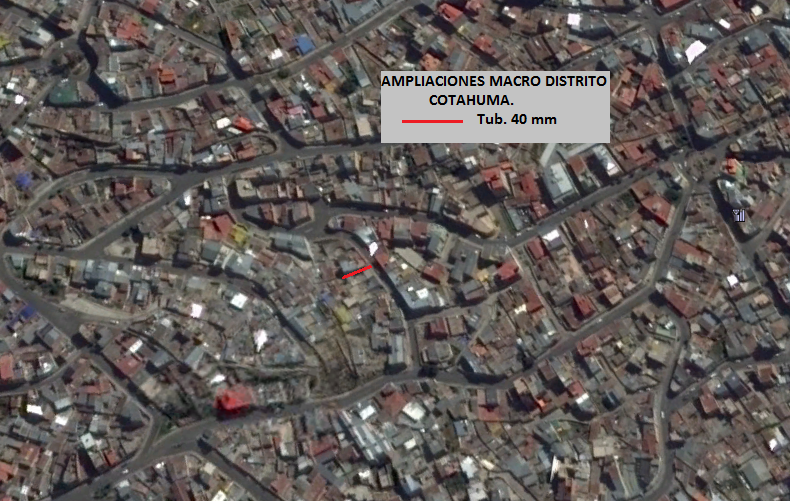 AMPLIACIONES MACRO DISTRITO
COTAHUMA.
Tub. 40 mm